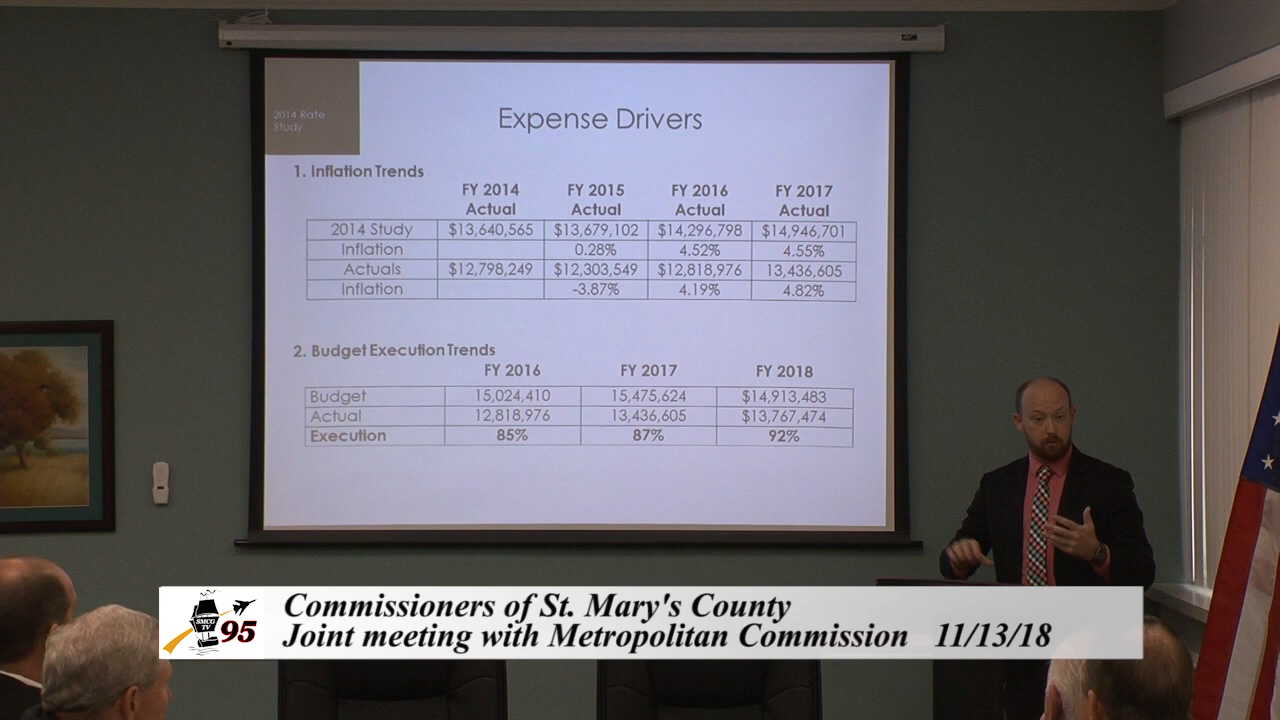 2014 Rate
Study
Expense Drivers
1. Inflation Trends
FY 2014 FY 2015 FY 2016 FY 2017
Actual Actual Actual Actual
2014 Study $13,640,565 $13,679,102 $14,296,798 $14,946,701
Inflation 0.28% 4.52% 4.55%
Actuals $12,798,249 $12,303,549 $12,818,976 13,436,605
Inflation -3.87% 4.19% 4.82%
2. Budget Execution Trends
FY 2016 FY 2017 FY 2018
Budget 15,024,410 15,475,624 $14,913,483
Actual 12,818,976 13,436,605 $13,767,474
Execution 85% 87% 92%
SMCG
TV
95
Commissioners of St. Mary's County
Joint meeting with Metropolitan Commission 11/13/18